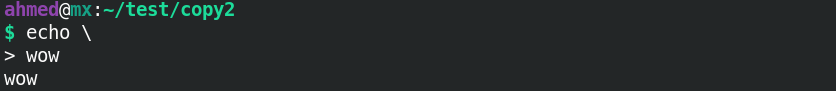 ahmed@mx:~/test/copy2
$ echo \
> wow
wow